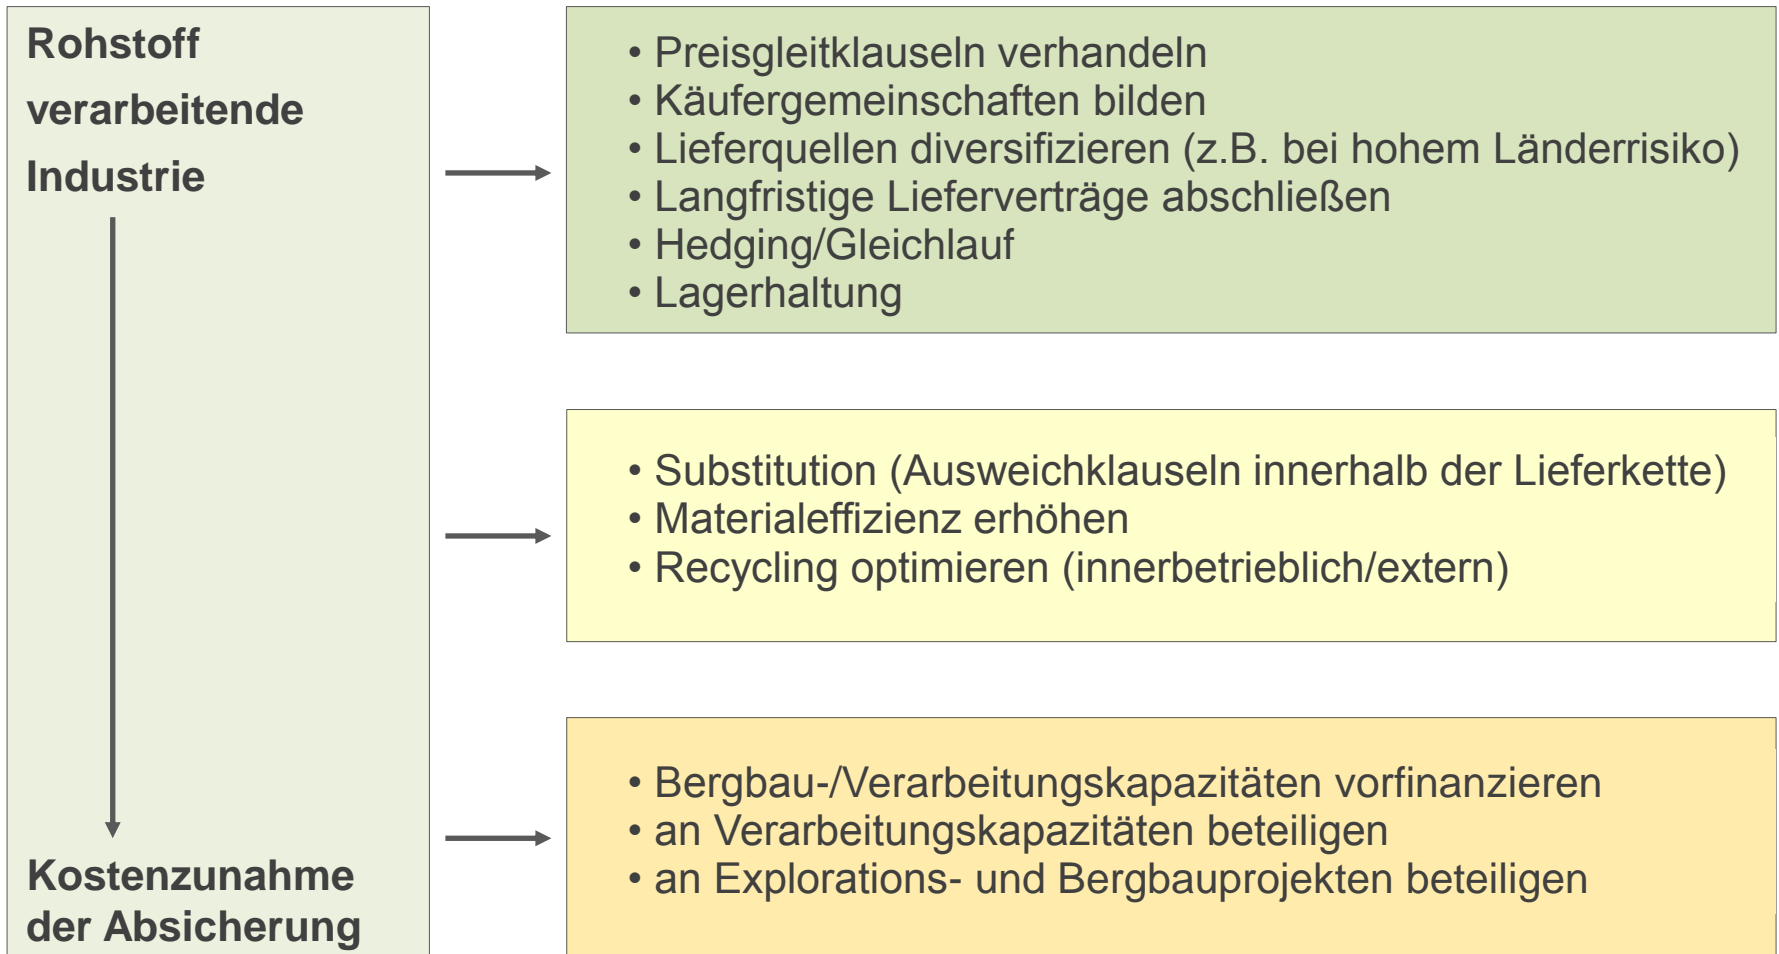 Rohstoff
verarbeitende
Industrie
• Preisgleitklauseln verhandeln
• Käufergemeinschaften bilden
• Lieferquellen diversifizieren (z.B. bei hohem Länderrisiko)
• Langfristige Lieferverträge abschließen
• Hedging/Gleichlauf
• Lagerhaltung
• Substitution (Ausweichklauseln innerhalb der Lieferkette)
• Materialeffizienz erhöhen
• Recycling optimieren (innerbetrieblich/extern)
• Bergbau-/Verarbeitungskapazitäten vorfinanzieren
• an Verarbeitungskapazitäten beteiligen
• an Explorations- und Bergbauprojekten beteiligen
Kostenzunahme
der Absicherung